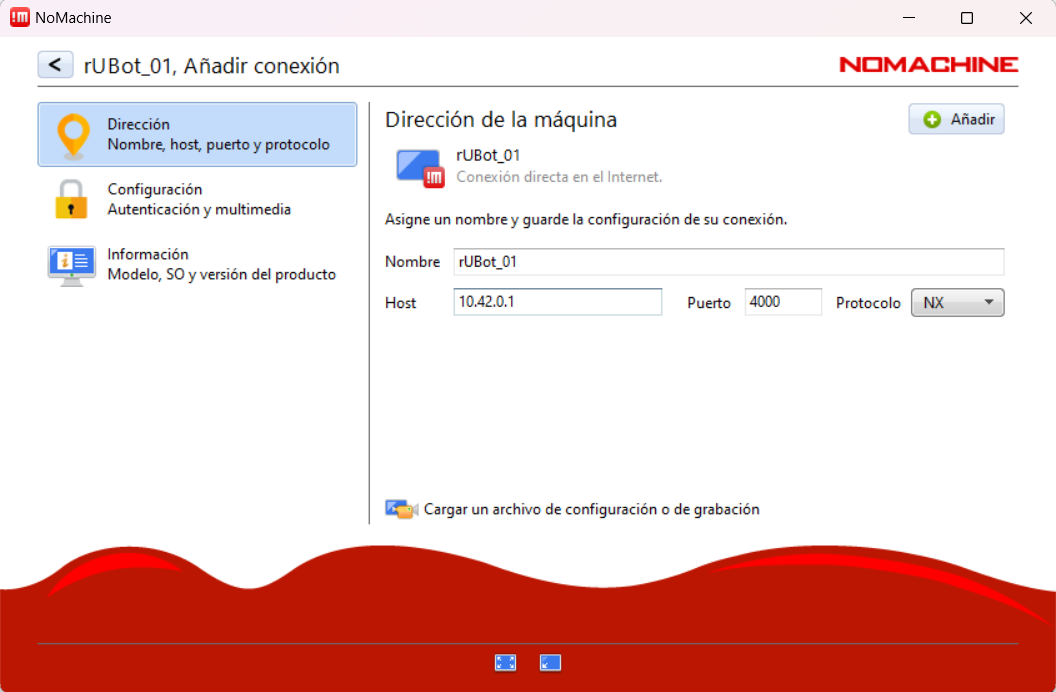 !m NoMachine
< rUBot_01, Añadir conexión
NOMACHINE
Dirección
Nombre, host, puerto y protocolo
Configuración
Autenticación y multimedia
Información
Modelo, SO y versión del producto
Dirección de la máquina
Añadir
rUBot_01
!m
Conexión directa en el Internet.
Asigne un nombre y guarde la configuración de su conexión.
Nombre rUBot_01
Host 10.42.0.1 Puerto 4000 Protocolo NX
Cargar un archivo de configuración o de grabación